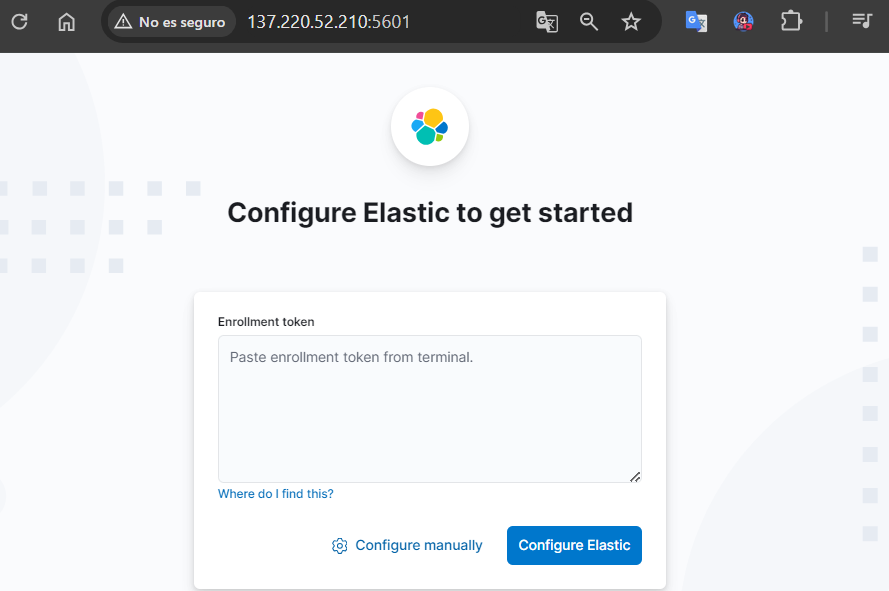 No es seguro
137.220.52.210:5601
Configure Elastic to get started
Enrollment token
Paste enrollment token from terminal.
Where do I find this?
Configure manually
Configure Elastic